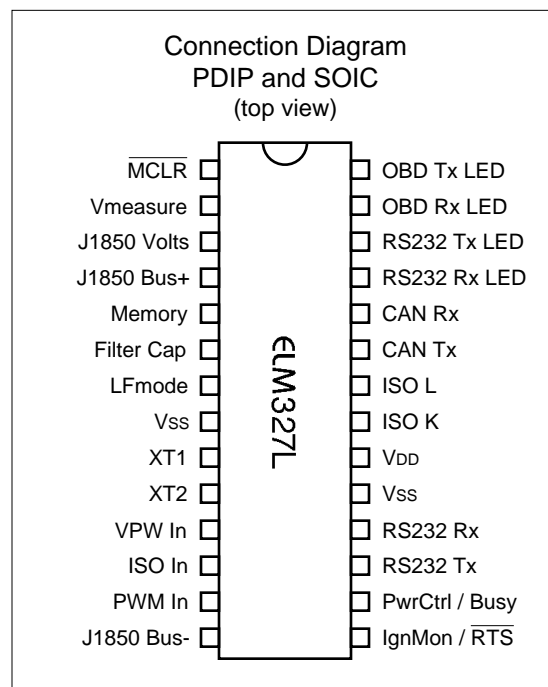 Connection Diagram
PDIP and SOIC
(top view)
MCLR OBD Tx LED
Vmeasure OBD Rx LED
J1850 Volts RS232 Tx LED
J1850 Bus+ RS232 Rx LED
Memory CAN Rx
Filter Cap CAN Tx
LFmode ISO L
VSS ISO K
XT1 VDD
XT2 VSS
VPW In RS232 Rx
ISO In RS232 Tx
PWM In PwrCtrl / Busy
J1850 Bus- IgnMon / RTS
ELM327L